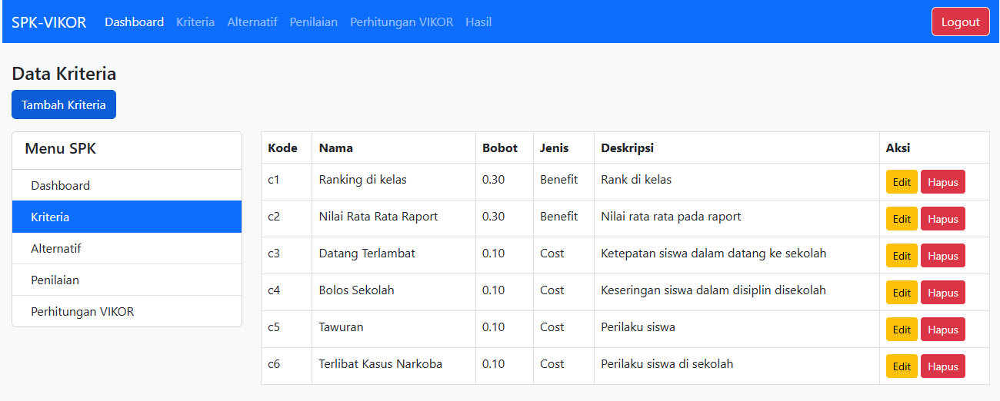 SPK-VIKOR Dashboard Kriteria Alternatif Penilaian Perhitungan VIKOR Hasil Logout
Data Kriteria
Tambah Kriteria
Menu SPK
Dashboard
Kriteria
Alternatif
Penilaian
Perhitungan VIKOR
Kode Nama Bobot Jenis Deskripsi Aksi
c1 Ranking di kelas 0.30 Benefit Rank di kelas Edit Hapus
c2 Nilai Rata Rata Raport 0.30 Benefit Nilai rata rata pada raport Edit Hapus
c3 Datang Terlambat 0.10 Cost Ketepatan siswa dalam datang ke sekolah Edit Hapus
c4 Bolos Sekolah 0.10 Cost Keseringan siswa dalam disiplin disekolah Edit Hapus
c5 Tawuran 0.10 Cost Perilaku siswa Edit Hapus
c6 Terlibat Kasus Narkoba 0.10 Cost Perilaku siswa di sekolah Edit Hapus